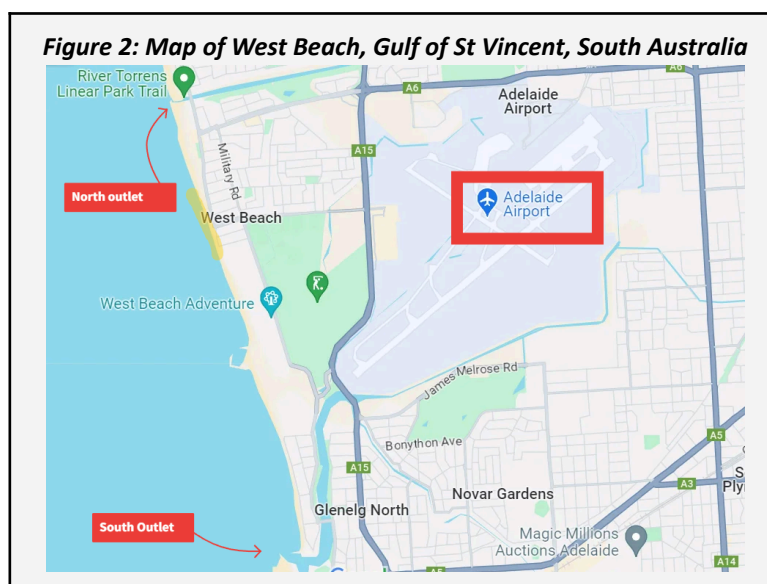 Figure 2: Map of West Beach, Gulf of St Vincent, South Australia
River Torrens
Linear Park Trail
A6
A6
Adelaide
Airport
Military Rd
A15
North outlet
West Beach
Adelaide
Airport
West Beach Adventure
James Melrose Rd
Bonython Ave
A5
A15
A3
Novar Gardens
Glenelg North
South Outlet
Magic Millions
Auctions Adelaide
A14
A5